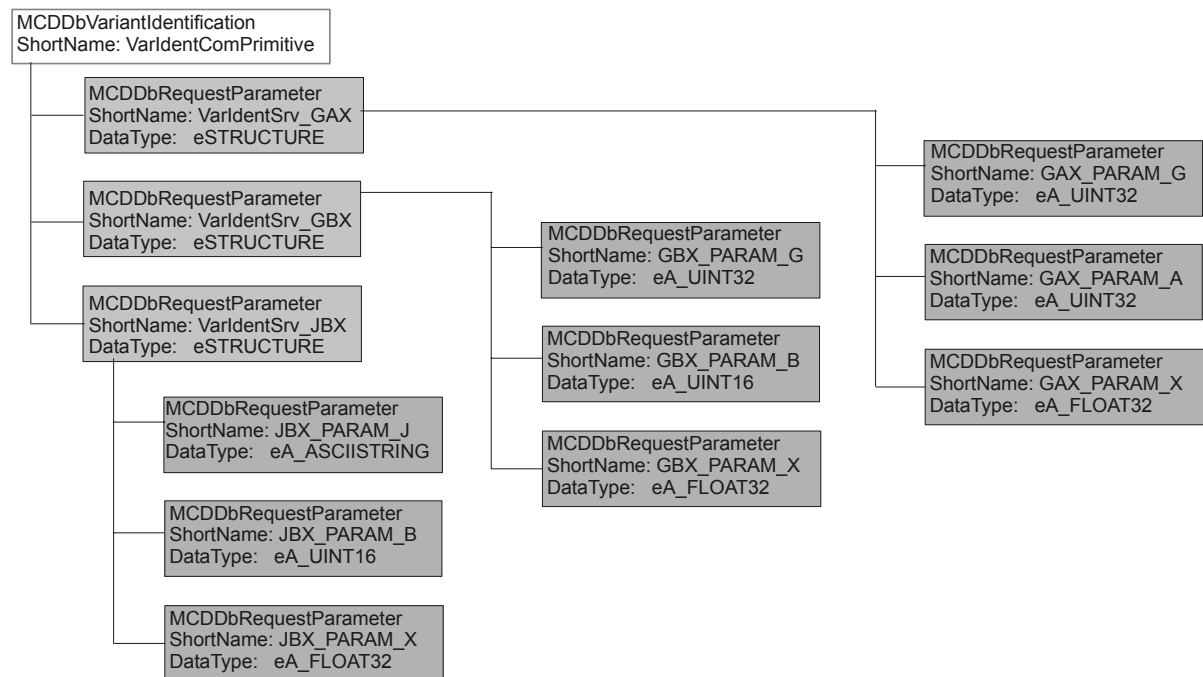 MCDDbVariantIdentification
ShortName: VarIdentComPrimitive
MCDDbRequestParameter
ShortName: VarIdentSrv_GAX
DataType: eSTRUCTURE
MCDDbRequestParameter
ShortName: VarIdentSrv_GBX
DataType: eSTRUCTURE
MCDDbRequestParameter
ShortName: VarIdentSrv_JBX
DataType: eSTRUCTURE
MCDDbRequestParameter
ShortName: JBX_PARAM_J
DataType: eA_ASCIISTRING
MCDDbRequestParameter
ShortName: JBX_PARAM_B
DataType: eA_UINT16
MCDDbRequestParameter
ShortName: JBX_PARAM_X
DataType: eA_FLOAT32
MCDDbRequestParameter
ShortName: GBX_PARAM_G
DataType: eA_UINT32
MCDDbRequestParameter
ShortName: GBX_PARAM_B
DataType: eA_UINT16
MCDDbRequestParameter
ShortName: GBX_PARAM_X
DataType: eA_FLOAT32
MCDDbRequestParameter
ShortName: GAX_PARAM_G
DataType: eA_UINT32
MCDDbRequestParameter
ShortName: GAX_PARAM_A
DataType: eA_UINT32
MCDDbRequestParameter
ShortName: GAX_PARAM_X
DataType: eA_FLOAT32